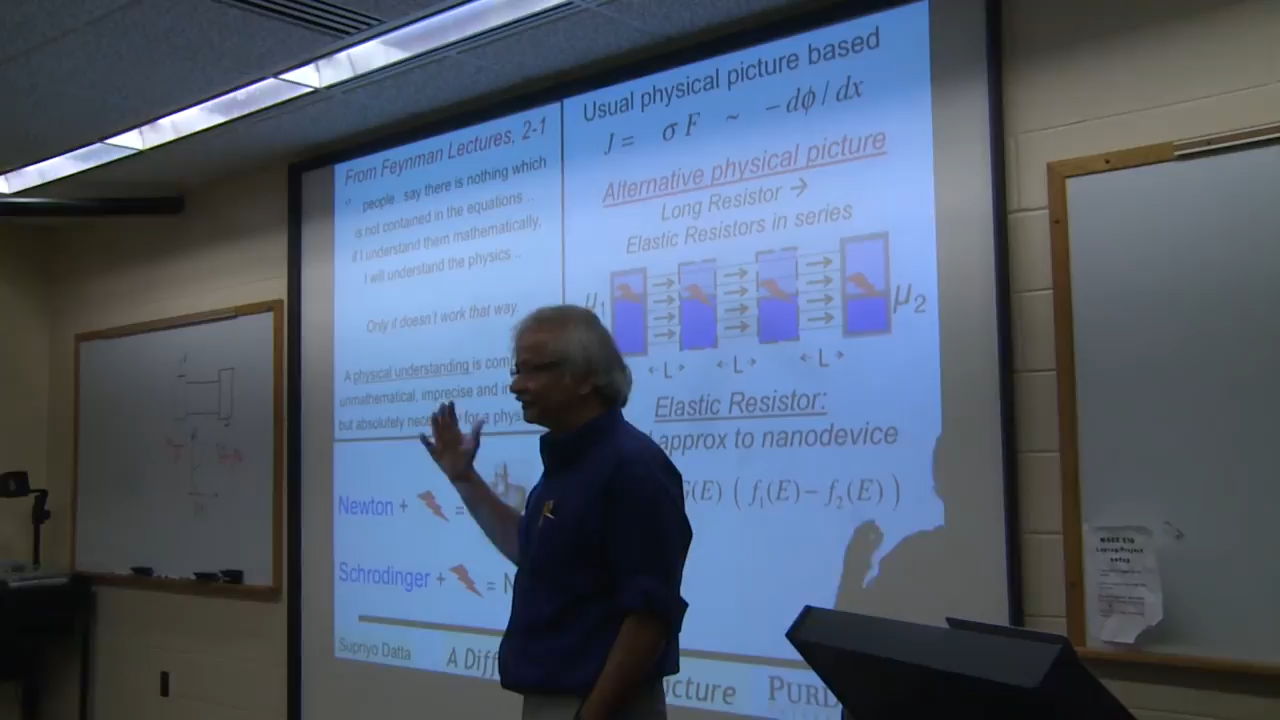 From Feynman Lectures, 2-1
people.. say there is nothing which
is not contained in the equations ..
if I understand them mathematically,
I will understand the physics ..
Only it doesn't work that way.
A physical understanding is
unmathematical, imprecise and
but absolutely for a
Newton + =
Schrodinger + = N
Usual physical picture based
J = σ F ~ − dϕ / dx
Alternative physical picture
Long Resistor →
Elastic Resistors in series
μ1 μ2
L L L
Elastic Resistor:
approx to nanodevice
G(E) ( f1(E) − f2(E) )
Supriyo Datta
A Diff ucture PURD